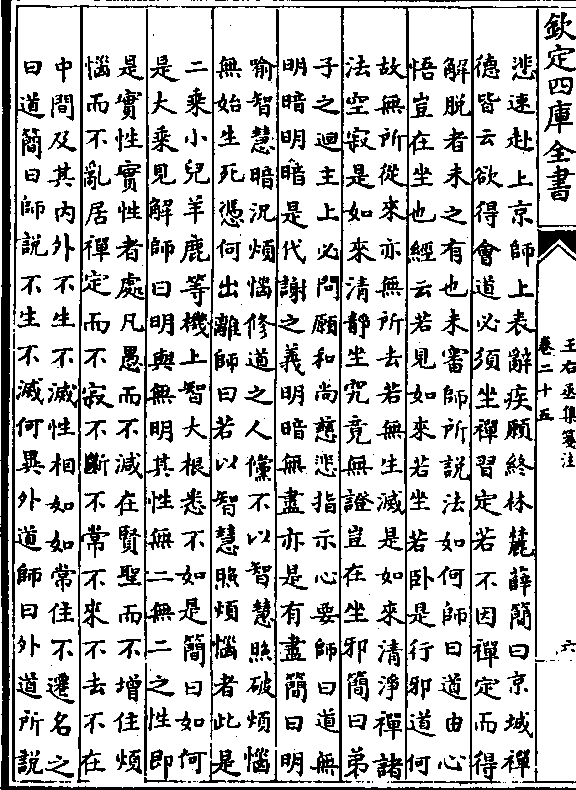 欽定四庫全書
王右丞集箋注
卷二十五
六
悲速赴上京師上表辭疾願終林麓薛簡曰京城禪
德皆云欲得會道必須坐禪習定若不因禪定而得
解脱者未之有也未審師所説法如何師曰道由心
悟豈在坐也經云若見如來若坐若卧是行邪道何
故無所從來亦無所去若無生滅是如來清淨禪諸
法空寂是如來清靜坐究竟無證豈在坐邪簡曰弟
子之迴主上必問願和尚慈悲指示心要師曰道無
明暗明暗是代謝之義明暗無盡亦是有盡簡曰明
喻智慧暗況煩惱修道之人儻不以智慧照破煩惱
無始生死憑何出離師曰若以智慧照煩惱者此是
二乗小兒羊鹿等機上智大根悉不如是簡曰如何
是大乗見解師曰明與無明其性無二無二之性即
是實性實性者處凡愚而不減在賢聖而不增住煩
惱而不亂居禪定而不寂不斷不常不來不去不在
中間及其内外不生不滅性相如如常住不遷名之
曰道簡曰師説不生不滅何異外道師曰外道所説